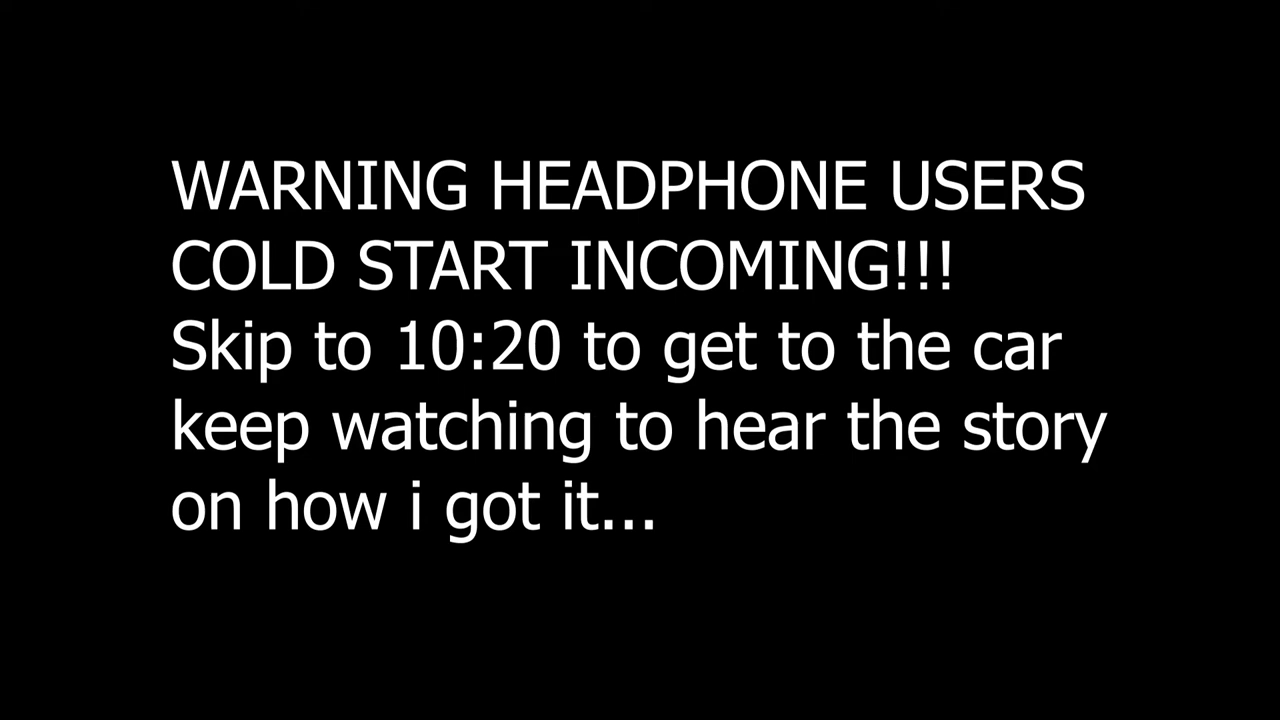 WARNING HEADPHONE USERS
COLD START INCOMING!!!
Skip to 10:20 to get to the car
keep watching to hear the story
on how i got it...